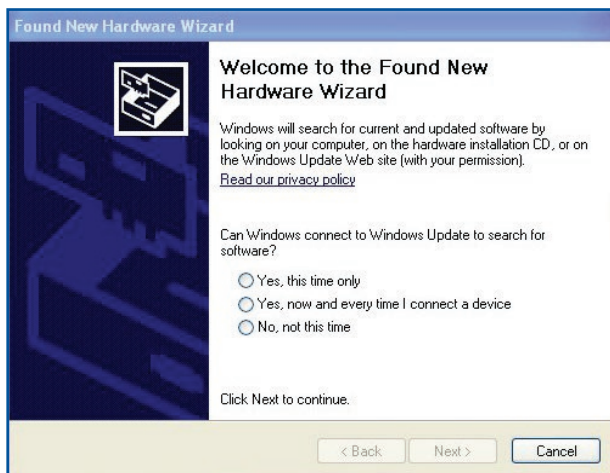 Found New Hardware Wizard
Welcome to the Found New
Hardware Wizard
Windows will search for current and updated software by
looking on your computer, on the hardware installation CD, or on
the Windows Update Web site (with your permission).
Read our privacy policy
Can Windows connect to Windows Update to search for
software?
Yes, this time only
Yes, now and every time I connect a device
No, not this time
Click Next to continue.
< Back
Next >
Cancel